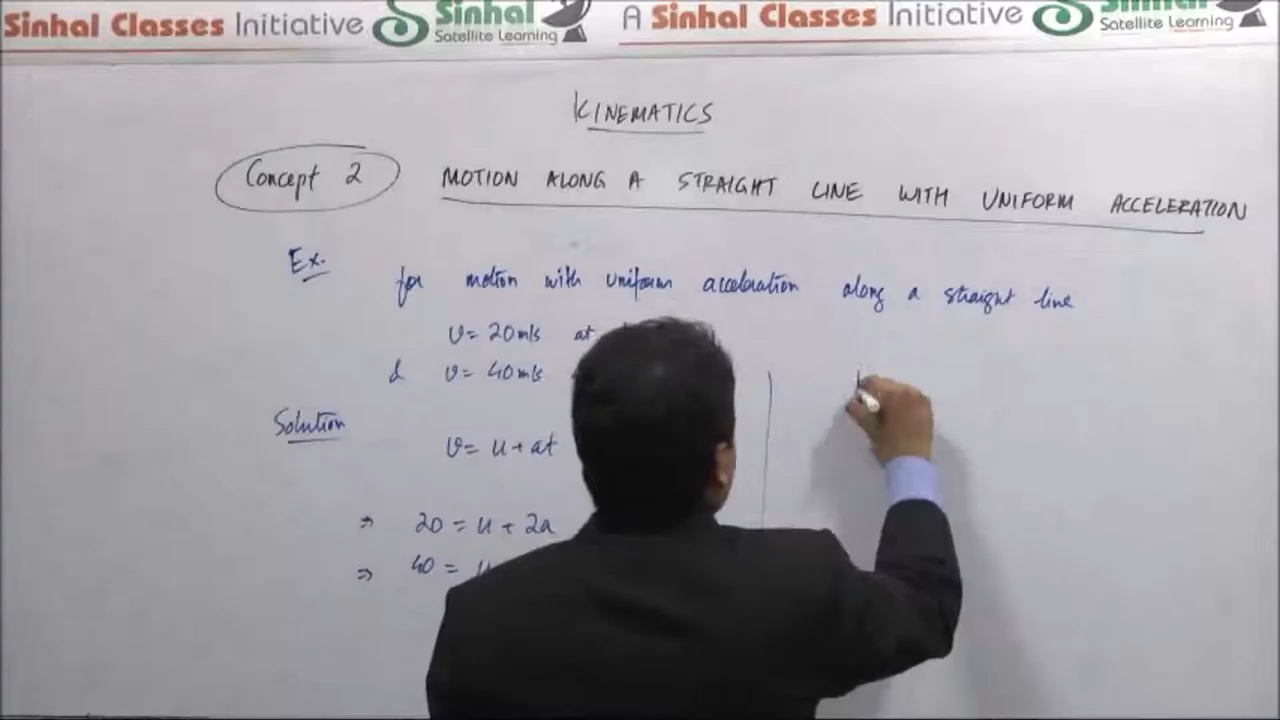 Sinhal Classes Initiative Sinhal Satellite Learning A Sinhal Classes Initiative Sinhal Satellite Learning
KINEMATICS
Concept 2 MOTION ALONG A STRAIGHT LINE WITH UNIFORM ACCELERATION
Ex. for motion with uniform acceleration along a straight line
v = 20 m/s at
& v = 40 m/s
Solution
v = u + at
⇒ 20 = u + 2a
⇒ 40 = u